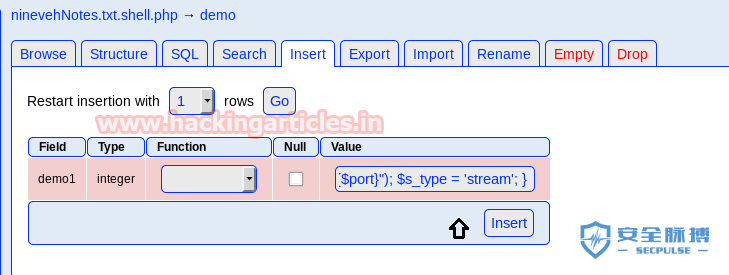 ninevehNotes.txt.shell.php → demo
Browse Structure SQL Search Insert Export Import Rename Empty Drop
Restart insertion with 1 rows Go
www.hackingarticles.in
Field Type Function Null Value
demo1 integer {$port}"); $s_type = 'stream'; }
Insert
安全脉搏
SECPULSE